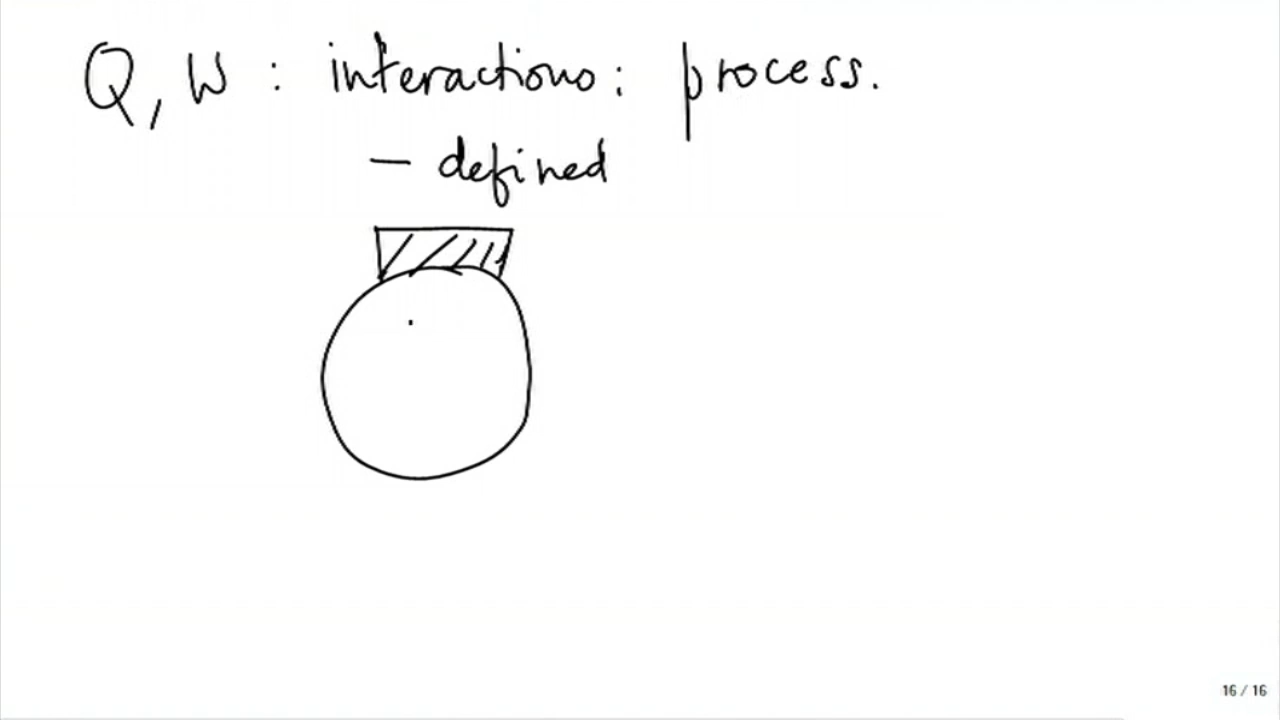 Q, W : interactions : process.
— defined
16 / 16